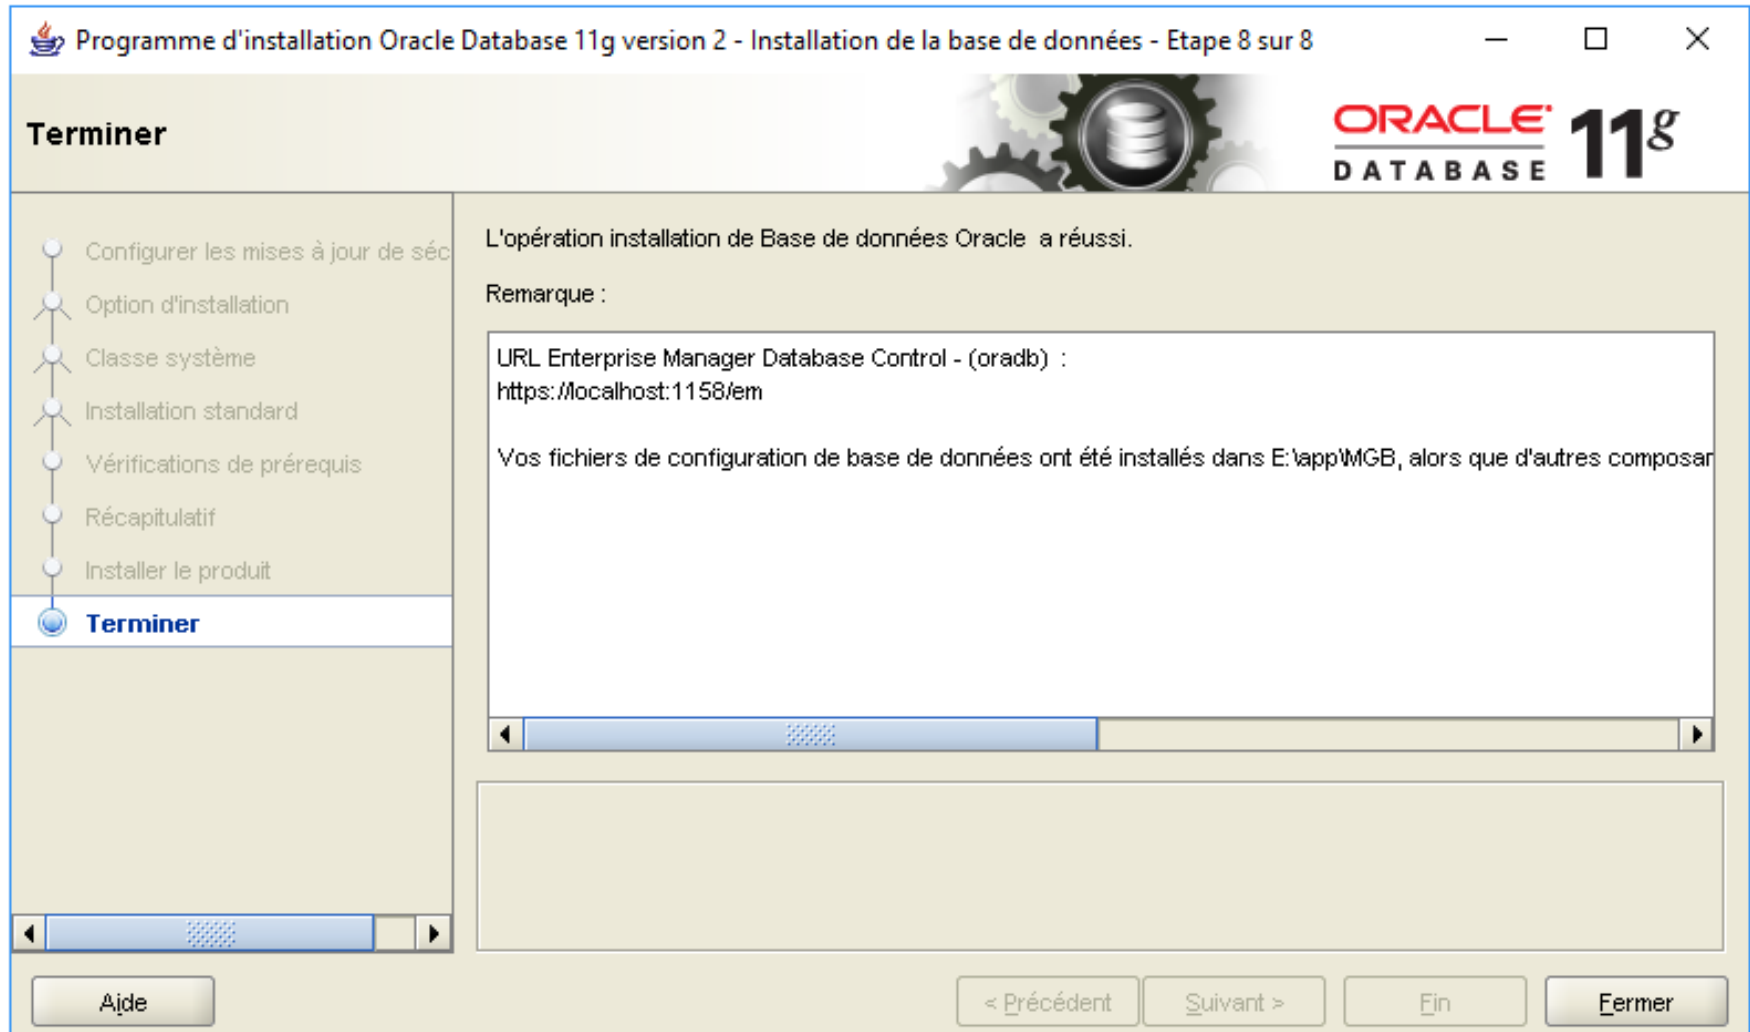 Programme d'installation Oracle Database 11g version 2 - Installation de la base de données - Etape 8 sur 8
Terminer
ORACLE
DATABASE
11g
Configurer les mises à jour de séc
Option d'installation
Classe système
Installation standard
Vérifications de prérequis
Récapitulatif
Installer le produit
Terminer
L'opération installation de Base de données Oracle a réussi.
Remarque :
URL Enterprise Manager Database Control - (oradb) :
https://localhost:1158/em
Vos fichiers de configuration de base de données ont été installés dans E:\app\MGB, alors que d'autres composar
Aide
< Précédent
Suivant >
Fin
Fermer